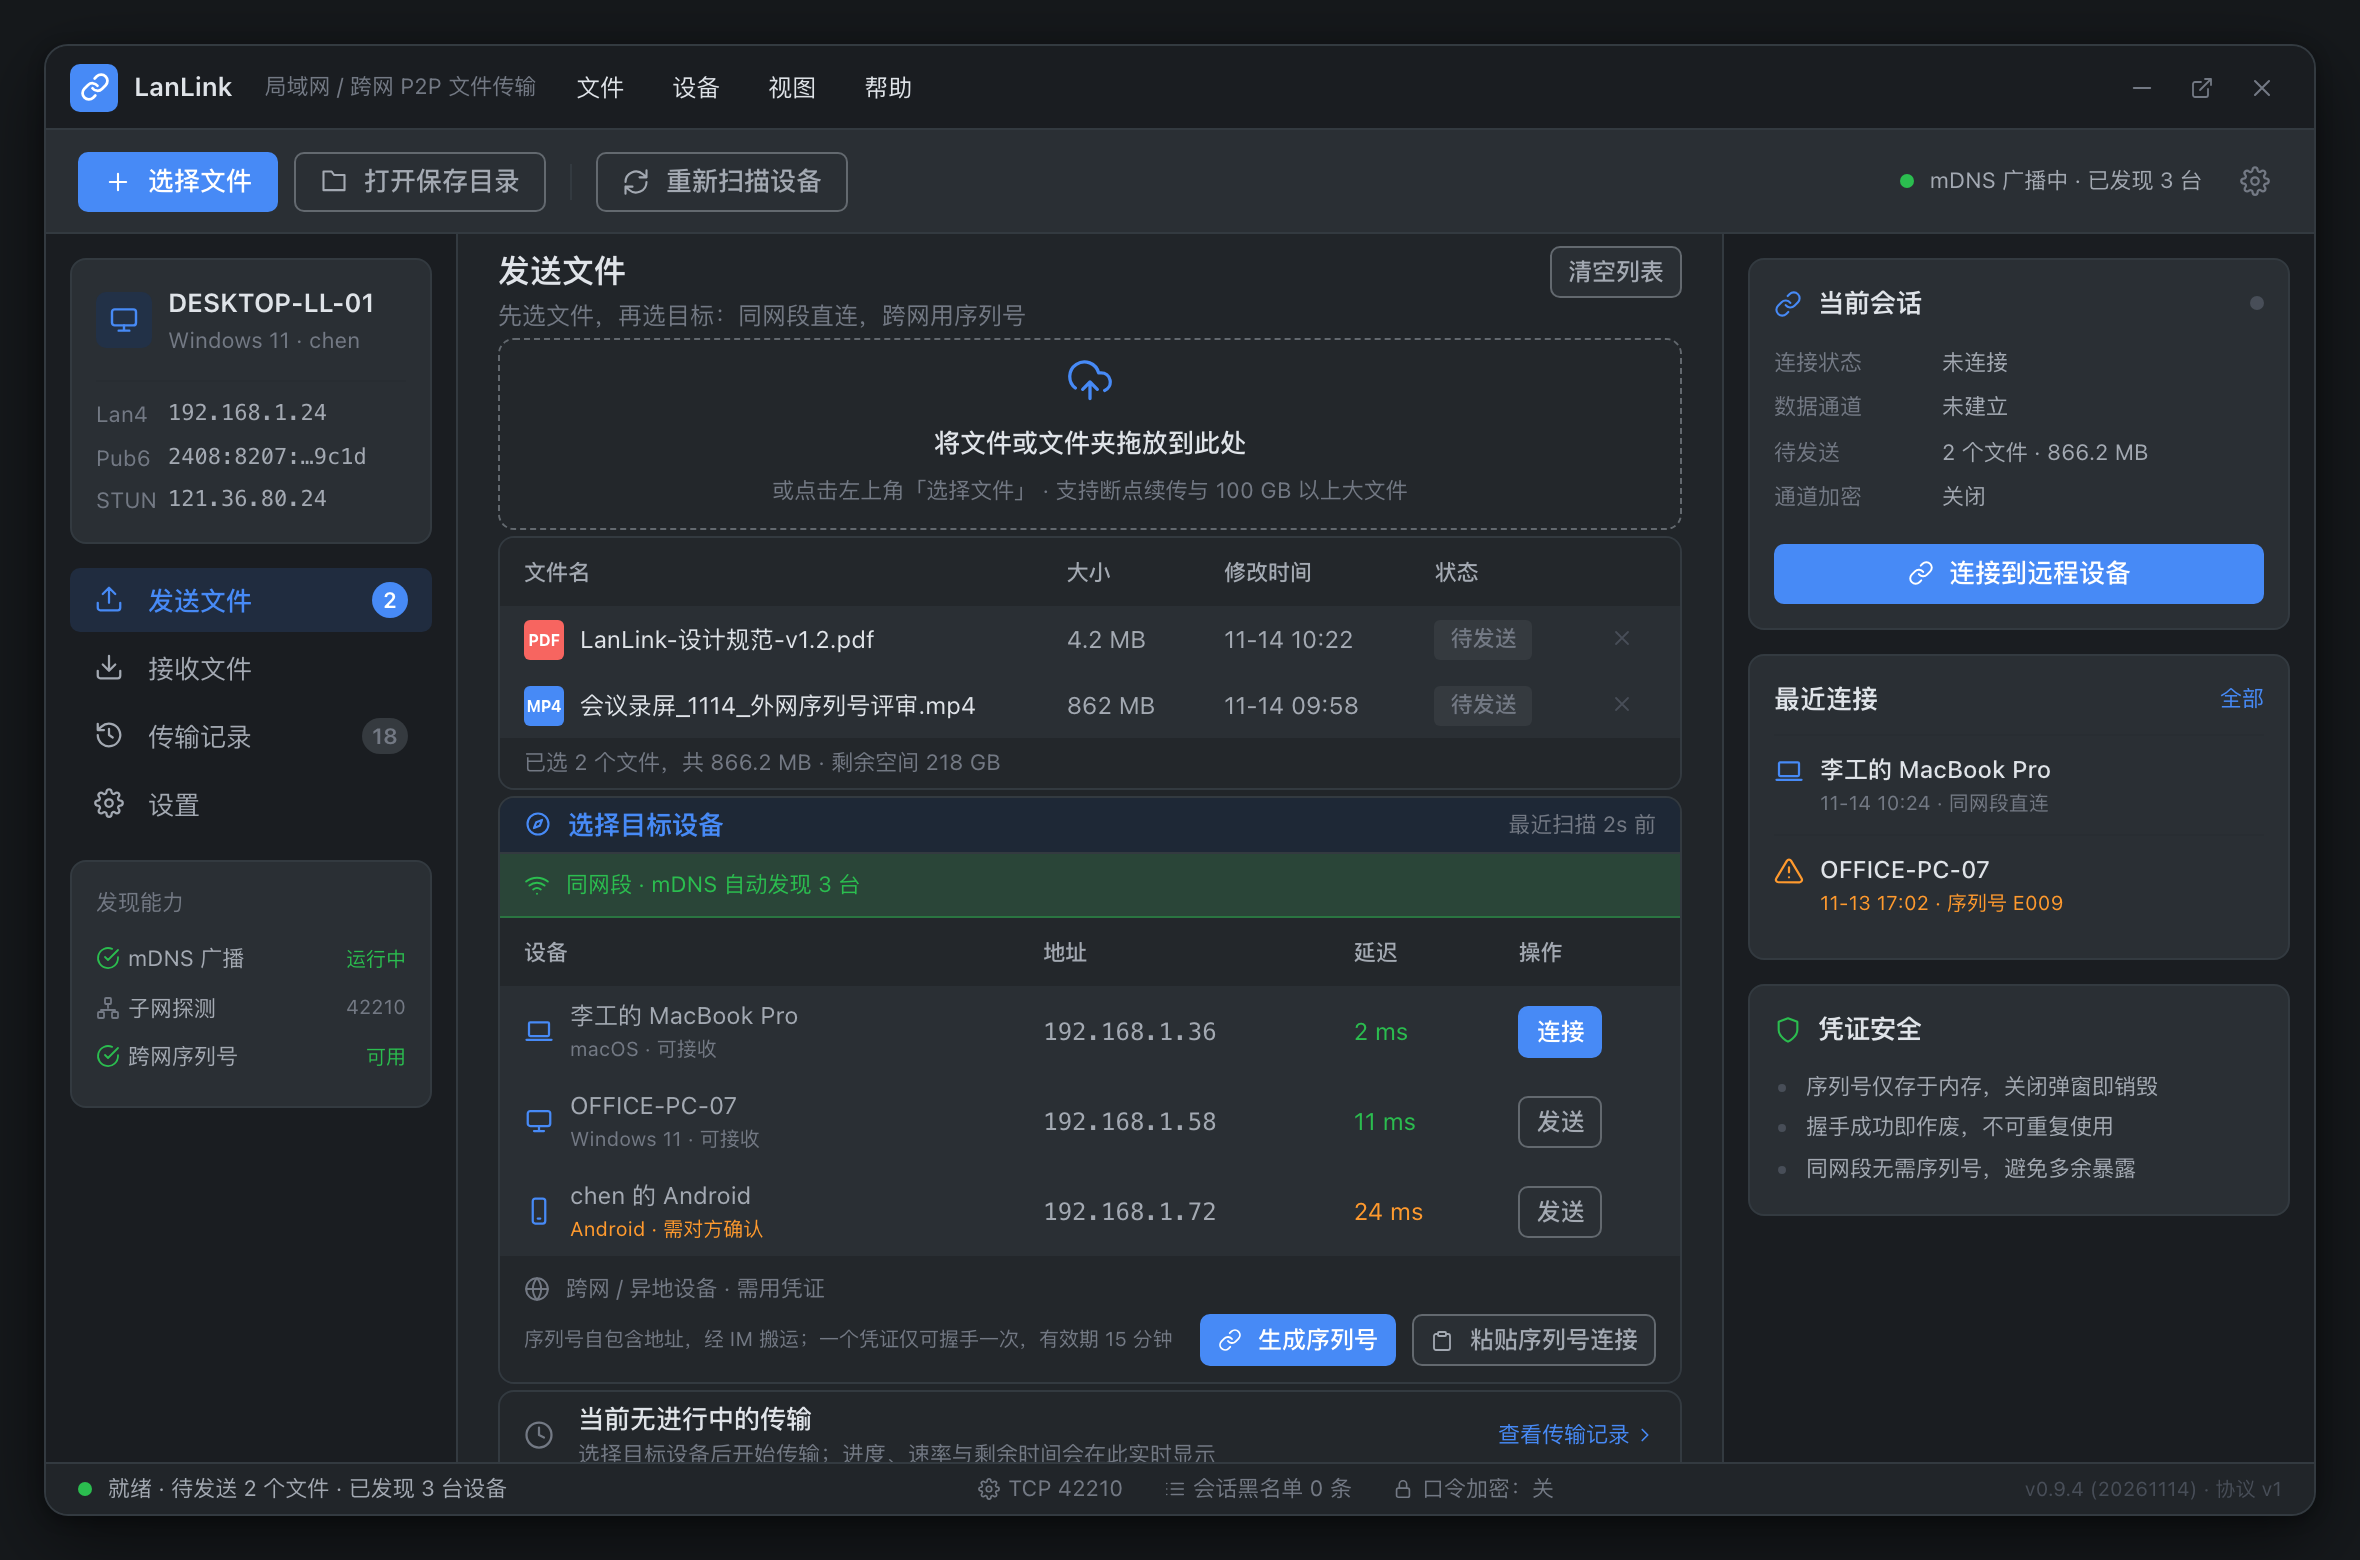 LanLink 局域网 / 跨网 P2P 文件传输 文件 设备 视图 帮助
选择文件 打开保存目录 重新扫描设备 mDNS 广播中 · 已发现 3 台
DESKTOP-LL-01
Windows 11 · chen
Lan4 192.168.1.24
Pub6 2408:8207:…9c1d
STUN 121.36.80.24
发送文件 2
接收文件
传输记录 18
设置
发现能力
mDNS 广播 运行中
子网探测 42210
跨网序列号 可用
发送文件 清空列表
先选文件，再选目标：同网段直连，跨网用序列号
将文件或文件夹拖放到此处
或点击左上角「选择文件」 · 支持断点续传与 100 GB 以上大文件
文件名 大小 修改时间 状态
PDF LanLink-设计规范-v1.2.pdf 4.2 MB 11-14 10:22 待发送
MP4 会议录屏_1114_外网序列号评审.mp4 862 MB 11-14 09:58 待发送
已选 2 个文件，共 866.2 MB · 剩余空间 218 GB
选择目标设备 最近扫描 2s 前
同网段 · mDNS 自动发现 3 台
设备 地址 延迟 操作
李工的 MacBook Pro
macOS · 可接收
192.168.1.36 2 ms 连接
OFFICE-PC-07
Windows 11 · 可接收
192.168.1.58 11 ms 发送
chen 的 Android
Android · 需对方确认
192.168.1.72 24 ms 发送
跨网 / 异地设备 · 需用凭证
序列号自包含地址，经 IM 搬运；一个凭证仅可握手一次，有效期 15 分钟 生成序列号 粘贴序列号连接
当前无进行中的传输
选择目标设备后开始传输；进度、速率与剩余时间会在此实时显示
查看传输记录
当前会话
连接状态 未连接
数据通道 未建立
待发送 2 个文件 · 866.2 MB
通道加密 关闭
连接到远程设备
最近连接 全部
李工的 MacBook Pro
11-14 10:24 · 同网段直连
OFFICE-PC-07
11-13 17:02 · 序列号 E009
凭证安全
序列号仅存于内存，关闭弹窗即销毁
握手成功即作废，不可重复使用
同网段无需序列号，避免多余暴露
就绪 · 待发送 2 个文件 · 已发现 3 台设备 TCP 42210 会话黑名单 0 条 口令加密：关 v0.9.4 (20261114) · 协议 v1